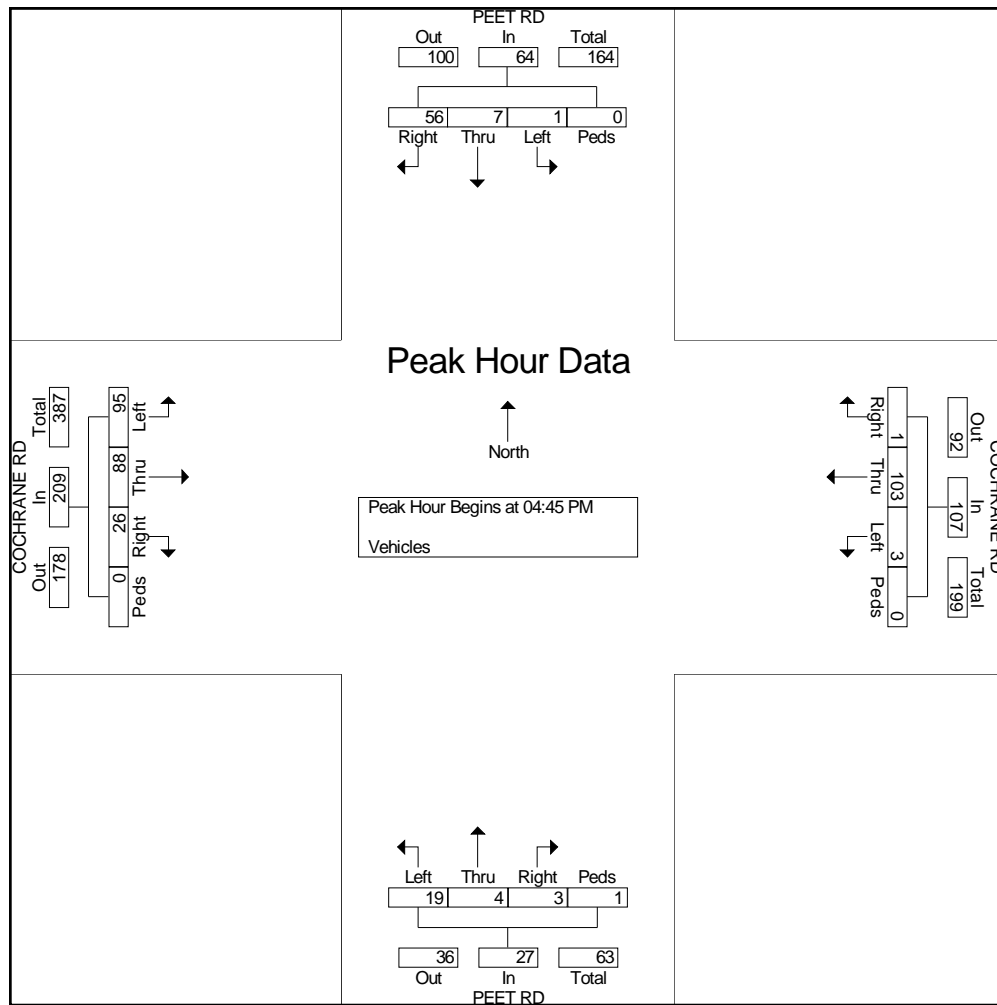 PEET RD
Out In Total
100 64 164
56 7 1 0
Right Thru Left Peds
Peak Hour Data
North
Peak Hour Begins at 04:45 PM
Vehicles
COCHRANE RD
Out In Total
178 209 387
95 88 26 0
Left Thru Right Peds
COCHRANE RD
Out In Total
92 107 199
1 103 3 0
Right Thru Left Peds
Left Thru Right Peds
19 4 3 1
36 27 63
Out In Total
PEET RD